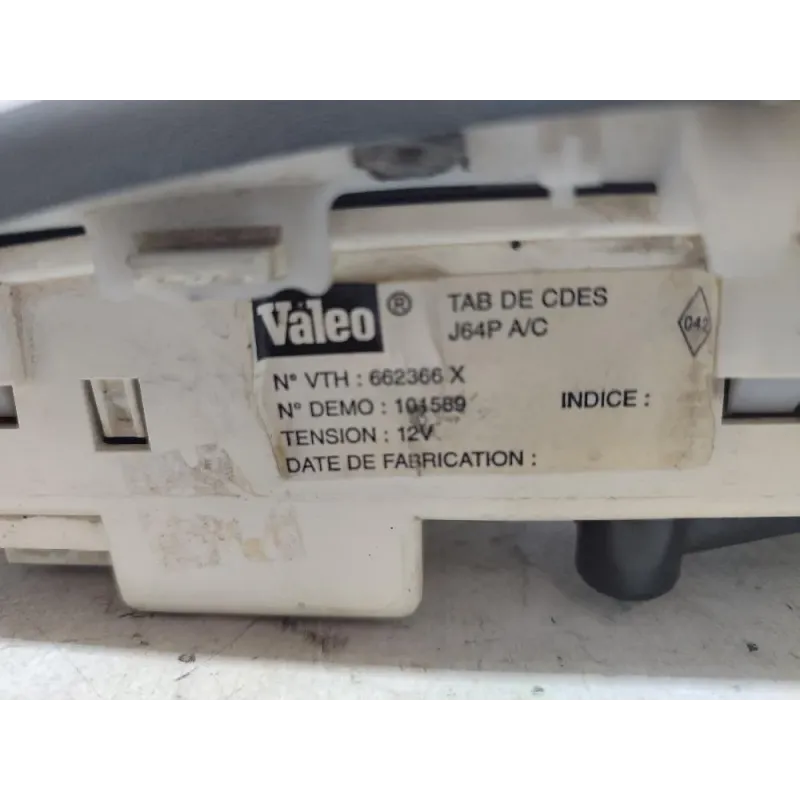 Valeo ® TAB DE CDES
J64P A/C
042
N° VTH : 662366 X
N° DEMO : 101589
INDICE :
TENSION : 12V
DATE DE FABRICATION :